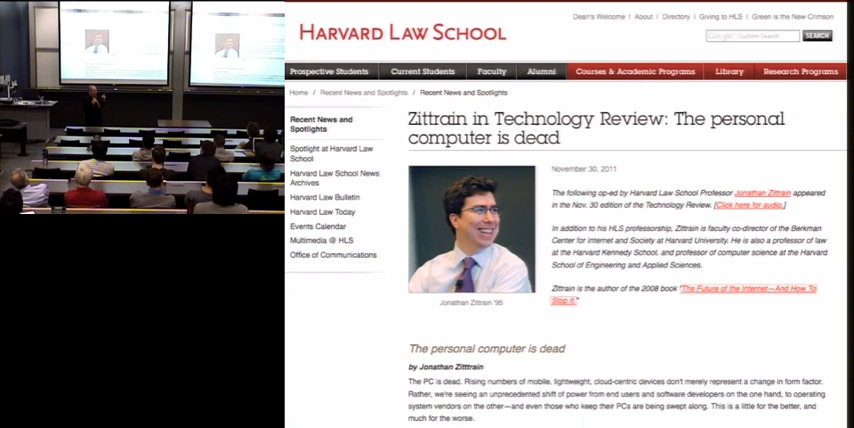 Dean's Welcome | About | Directory | Giving to HLS | Green is the New Crimson
HARVARD LAW SCHOOL
Google™ Custom Search SEARCH
Prospective Students Current Students Faculty Alumni Courses & Academic Programs Library Research Programs
Home / Recent News and Spotlights / Recent News and Spotlights
Recent News and
Spotlights
Spotlight at Harvard Law
School
Harvard Law School News
Archives
Harvard Law Bulletin
Harvard Law Today
Events Calendar
Multimedia @ HLS
Office of Communications
Zittrain in Technology Review: The personal
computer is dead
November 30, 2011
The following op-ed by Harvard Law School Professor Jonathan Zittrain appeared
in the Nov. 30 edition of the Technology Review. [Click here for audio.]
In addition to his HLS professorship, Zittrain is faculty co-director of the Berkman
Center for Internet and Society at Harvard University. He is also a professor of law
at the Harvard Kennedy School, and professor of computer science at the Harvard
School of Engineering and Applied Sciences.
Zittrain is the author of the 2008 book "The Future of the Internet—And How To
Stop it."
Jonathan Zittrain '95
The personal computer is dead
by Jonathan Zitttrain
The PC is dead. Rising numbers of mobile, lightweight, cloud-centric devices don't merely represent a change in form factor.
Rather, we're seeing an unprecedented shift of power from end users and software developers on the one hand, to operating
system vendors on the other—and even those who keep their PCs are being swept along. This is a little for the better, and
much for the worse.